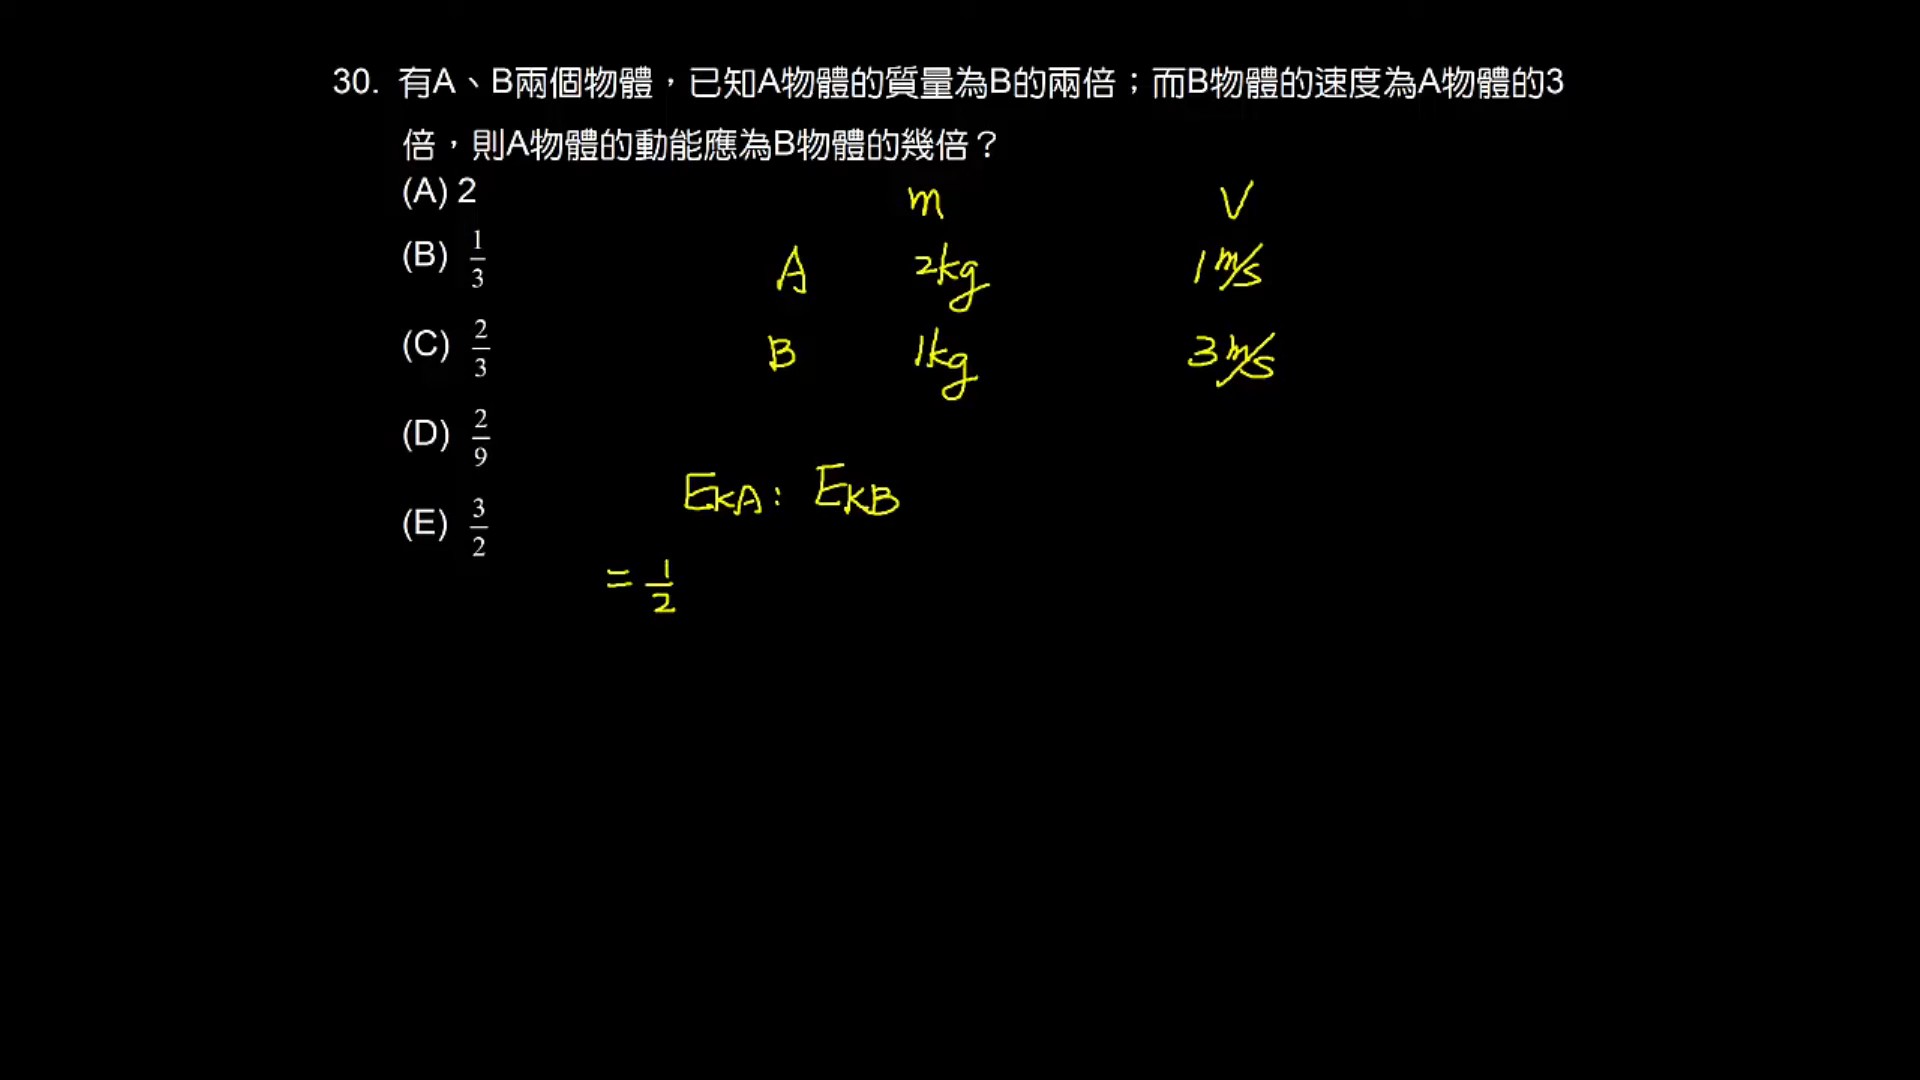 30. 有A、B兩個物體，已知A物體的質量為B的兩倍；而B物體的速度為A物體的3
倍，則A物體的動能應為B物體的幾倍？
(A) 2
(B) 1/3
(C) 2/3
(D) 2/9
(E) 3/2
m V
A 2kg 1 m/s
B 1kg 3 m/s
EKA : EKB
= 1/2